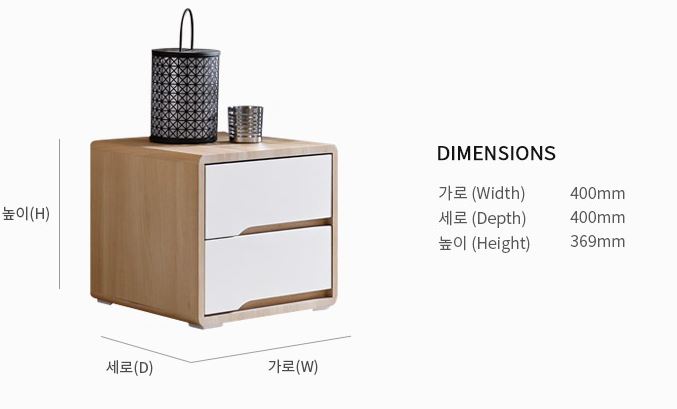 DIMENSIONS
높이(H)
가로 (Width) 400mm
세로 (Depth) 400mm
높이 (Height) 369mm
세로(D)
가로(W)